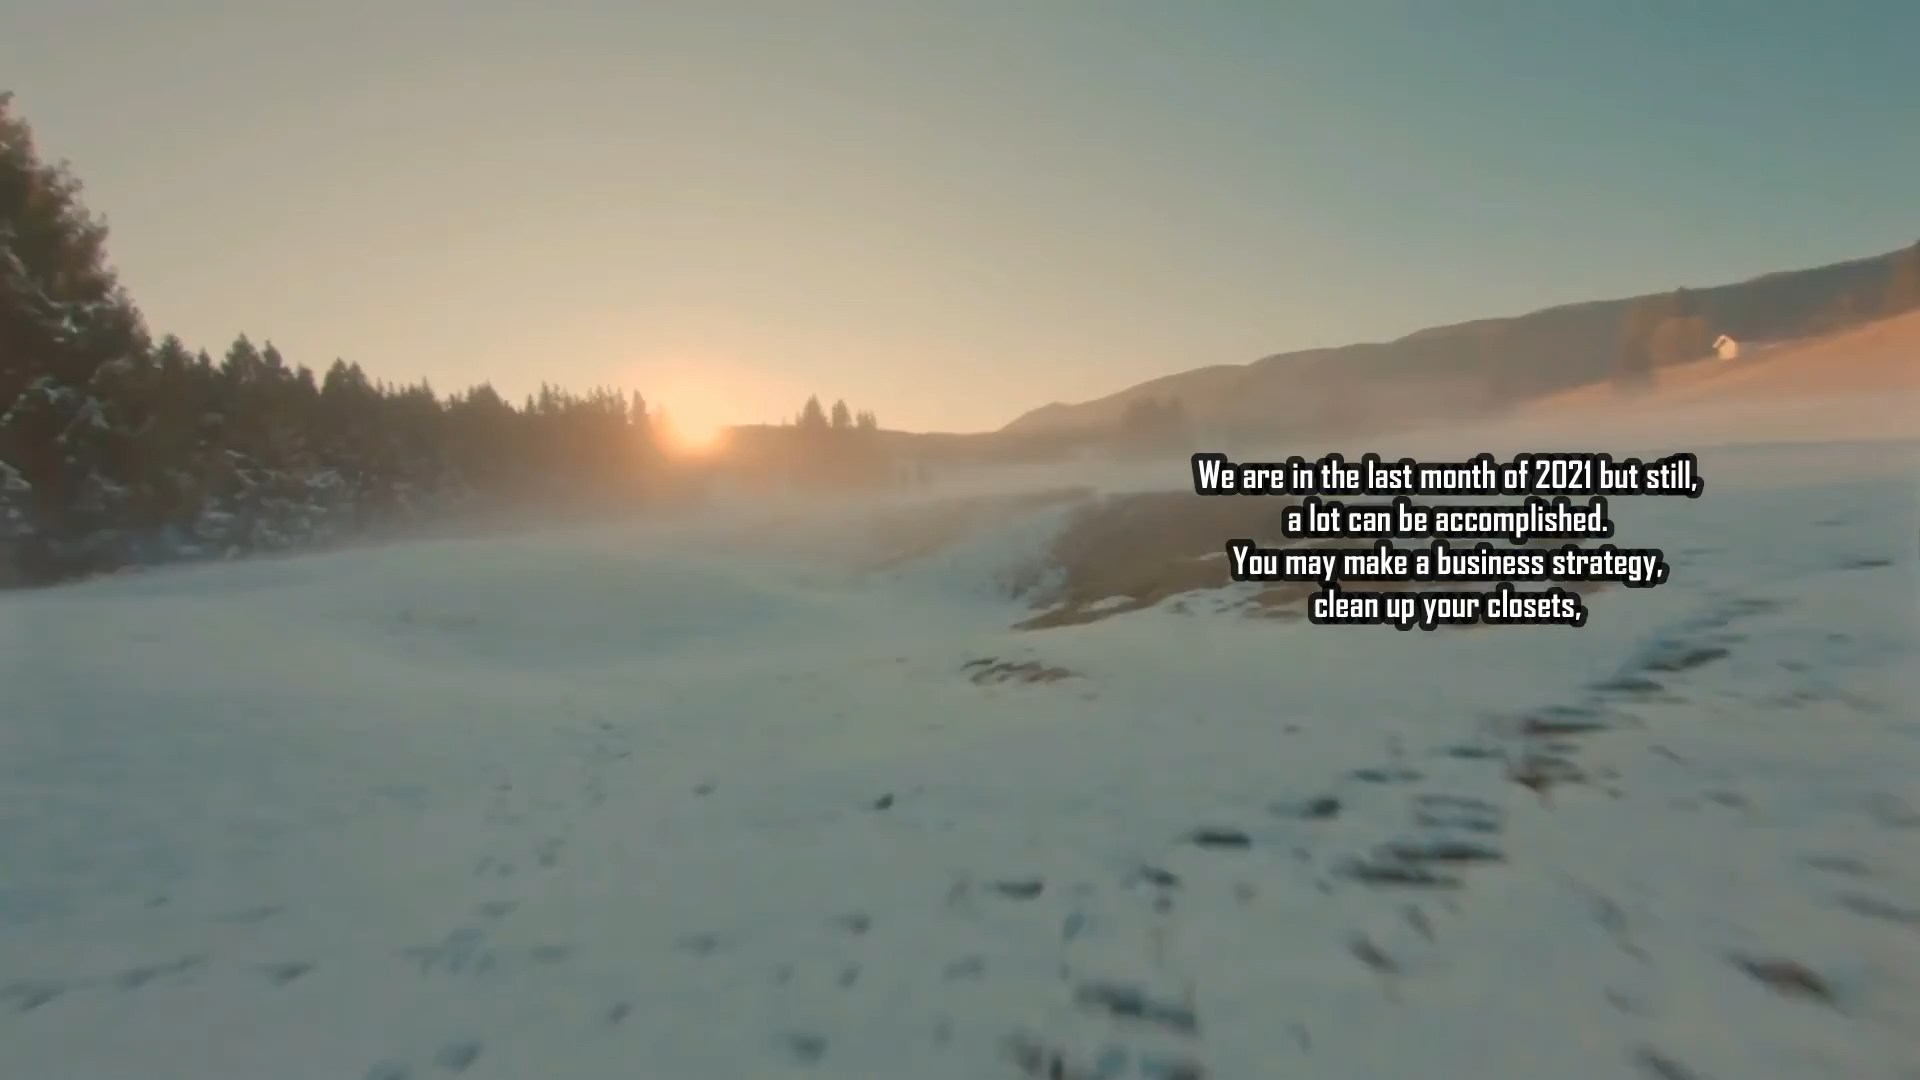 We are in the last month of 2021 but still,
a lot can be accomplished.
You may make a business strategy,
clean up your closets,